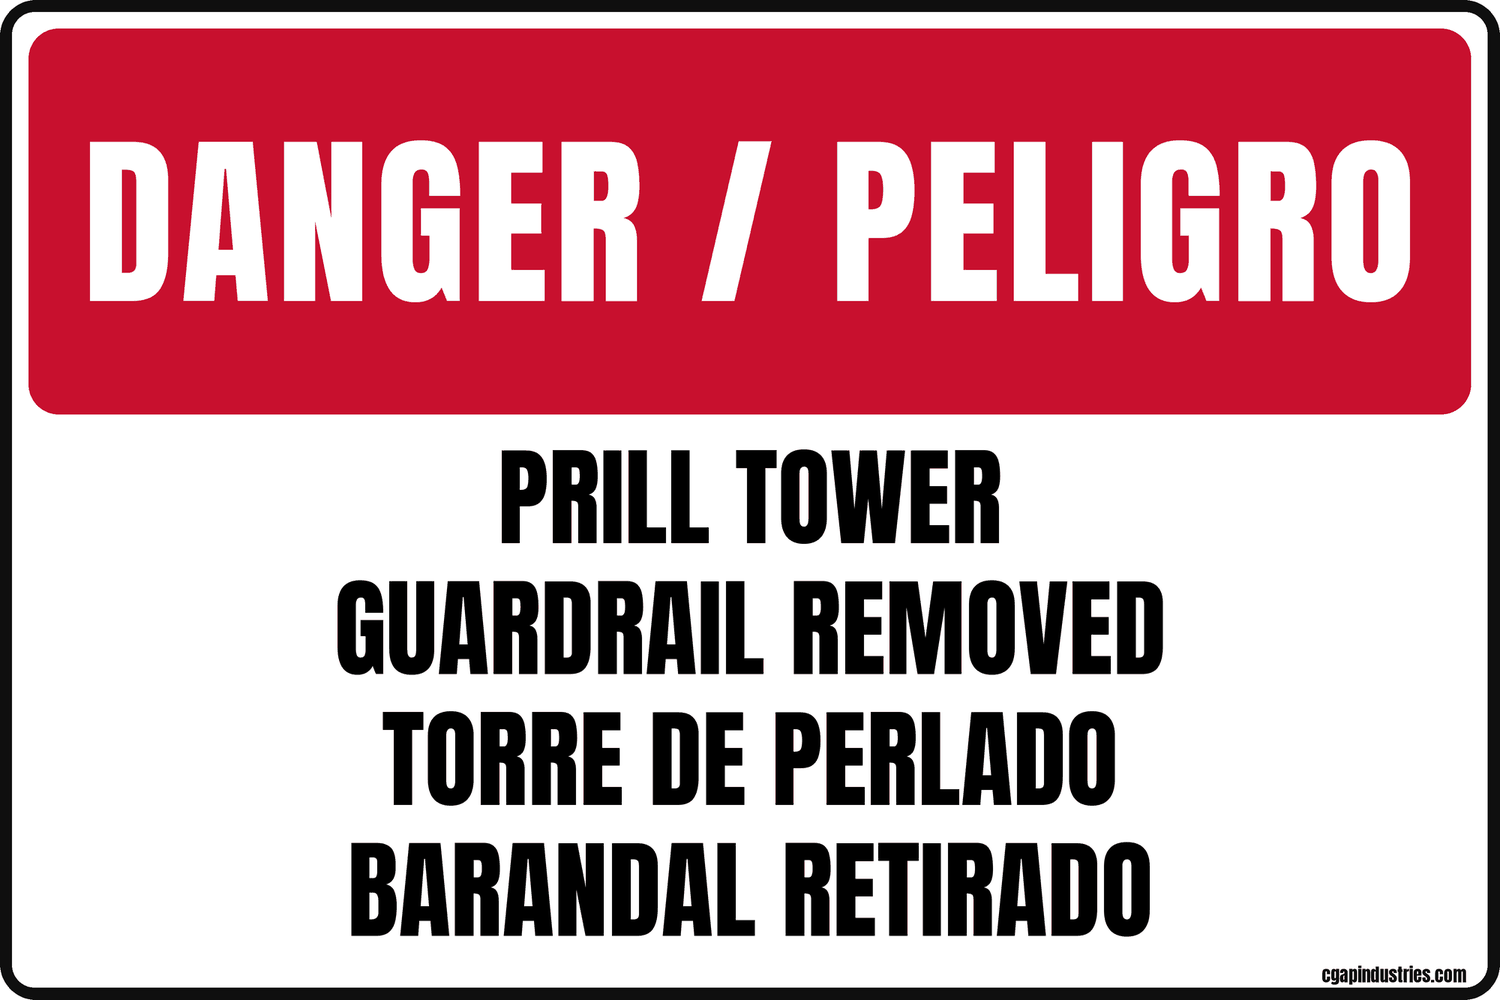 DANGER / PELIGRO
PRILL TOWER
GUARDRAIL REMOVED
TORRE DE PERLADO
BARANDAL RETIRADO
cgapindustries.com